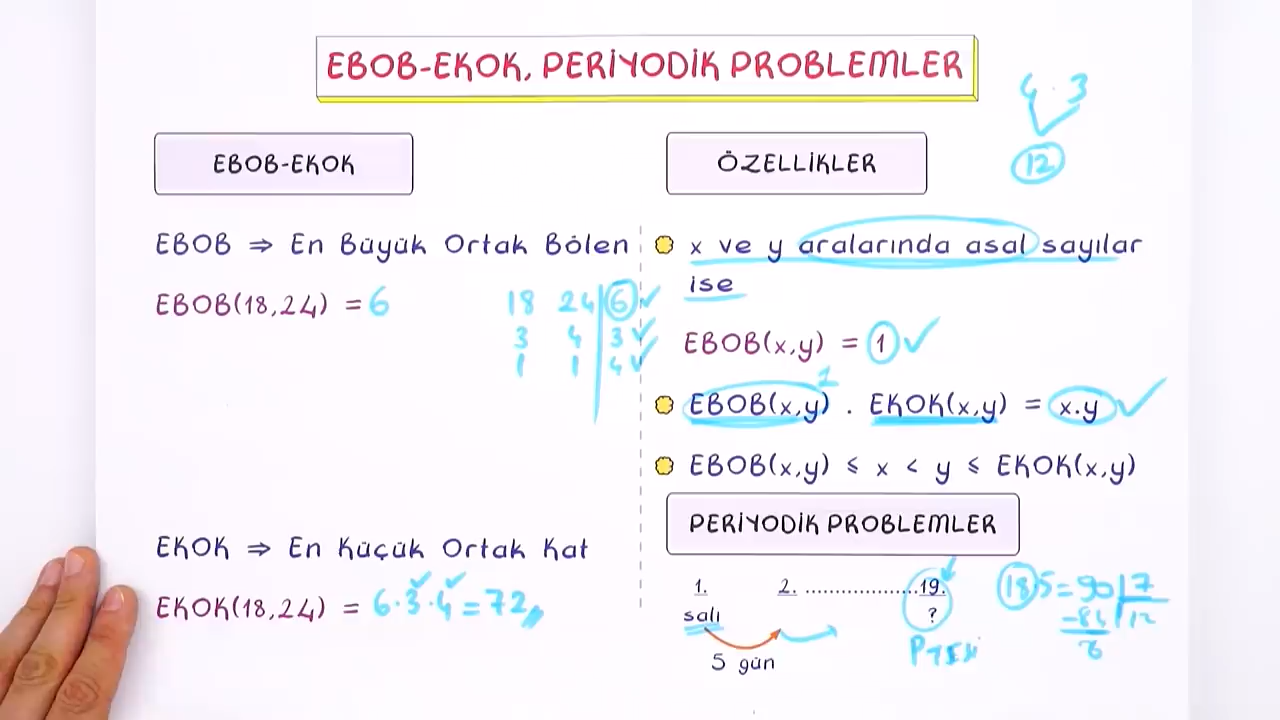 EBOB-EKOK, PERİYODİK PROBLEMLER
4 . 3
12
EBOB-EKOK
EBOB ⇒ En Büyük Ortak Bölen
EBOB(18,24) = 6
18 24 | 6
3 4 | 3
1 1 | 4
EKOK ⇒ En Küçük Ortak Kat
EKOK(18,24) = 6.3.4=72
ÖZELLİKLER
x ve y aralarında asal sayılar
ise
EBOB(x,y) = 1
1
EBOB(x,y) . EKOK(x,y) = x.y
EBOB(x,y) ≤ x < y ≤ EKOK(x,y)
PERİYODİK PROBLEMLER
1. 2. ...................19.
salı ?
5 gün
18.5=90 | 7
-84 | 12
6